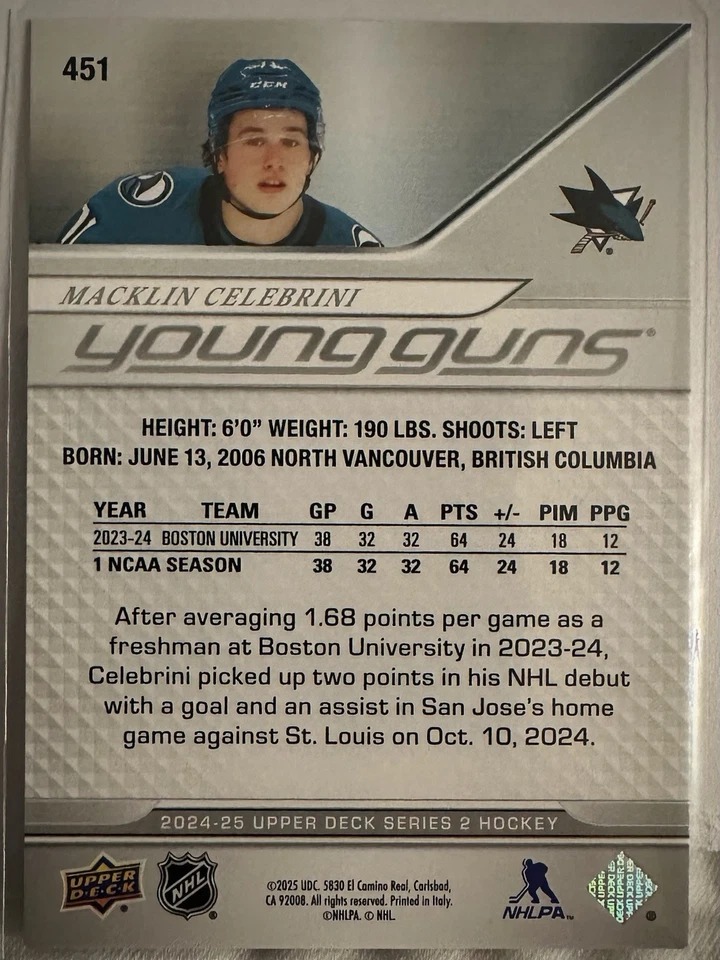 451
CCM
MACKLIN CELEBRINI
young guns®
HEIGHT: 6'0" WEIGHT: 190 LBS. SHOOTS: LEFT
BORN: JUNE 13, 2006 NORTH VANCOUVER, BRITISH COLUMBIA
YEAR TEAM GP G A PTS +/- PIM PPG
2023-24 BOSTON UNIVERSITY 38 32 32 64 24 18 12
1 NCAA SEASON 38 32 32 64 24 18 12
After averaging 1.68 points per game as a
freshman at Boston University in 2023-24,
Celebrini picked up two points in his NHL debut
with a goal and an assist in San Jose's home
game against St. Louis on Oct. 10, 2024.
2024-25 UPPER DECK SERIES 2 HOCKEY
UPPER
DECK
®
NHL
®
©2025 UDC. 5830 El Camino Real, Carlsbad,
CA 92008. All rights reserved. Printed in Italy.
©NHLPA. © NHL.
NHLPA™
UPPER DECK
®